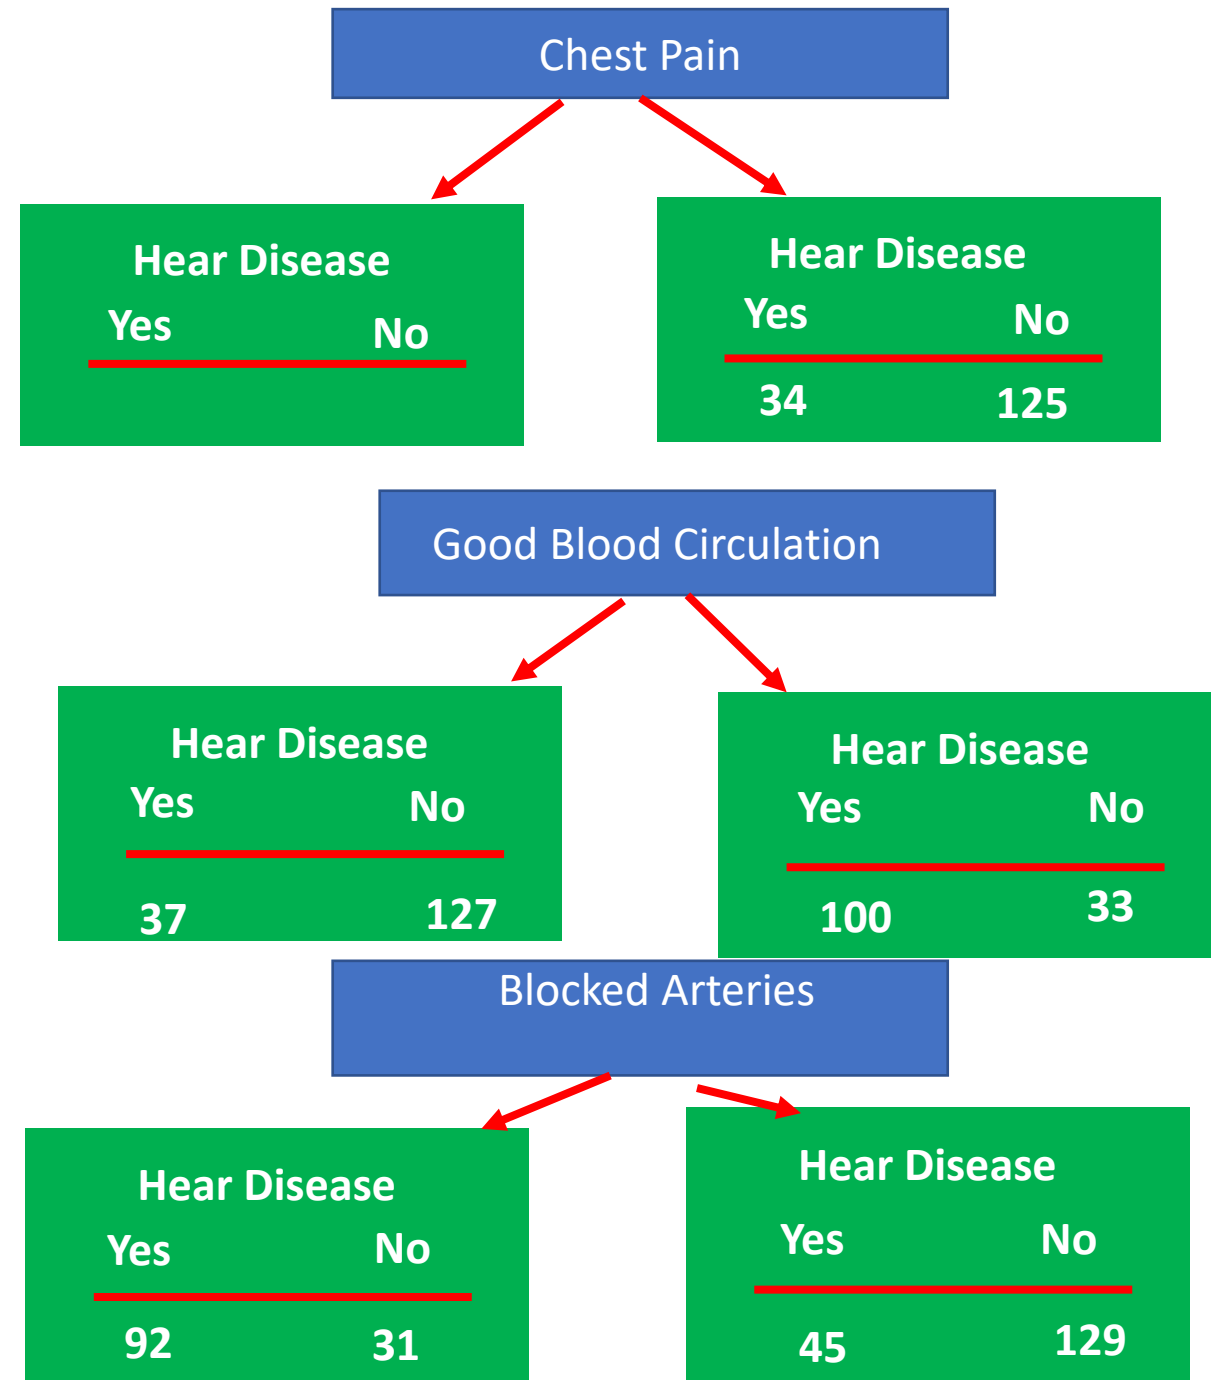 Chest Pain
Hear Disease
Yes No
Hear Disease
Yes No
34 125
Good Blood Circulation
Hear Disease
Yes No
37 127
Hear Disease
Yes No
100 33
Blocked Arteries
Hear Disease
Yes No
92 31
Hear Disease
Yes No
45 129